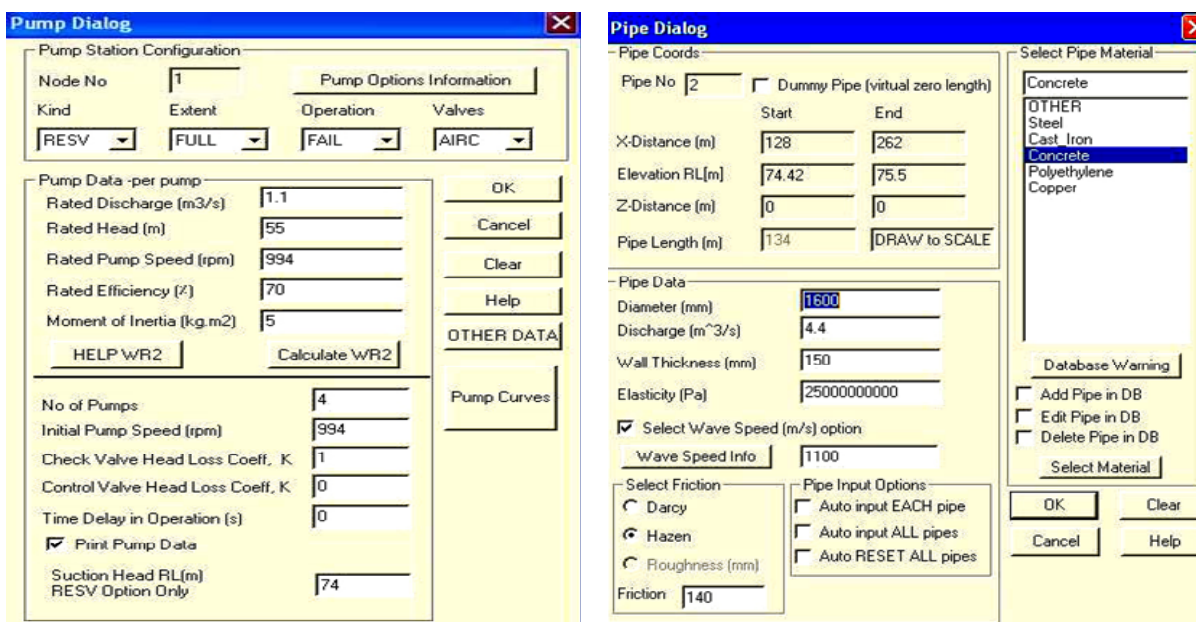 Pump Dialog
Pump Station Configuration
Node No 1 Pump Options Information
Kind Extent Operation Valves
RESV FULL FAIL AIRC
Pump Data -per pump
Rated Discharge (m3/s) 1.1
Rated Head (m) 55
Rated Pump Speed (rpm) 994
Rated Efficiency (%) 70
Moment of Inertia (kg.m2) 5
HELP WR2 Calculate WR2
No of Pumps 4
Initial Pump Speed (rpm) 994
Check Valve Head Loss Coeff, K 1
Control Valve Head Loss Coeff, K 0
Time Delay in Operation (s) 0
Print Pump Data
Suction Head RL(m)
RESV Option Only 74
OK
Cancel
Clear
Help
OTHER DATA
Pump Curves
Pipe Dialog
Pipe Coords
Pipe No 2 Dummy Pipe (virtual zero length)
Start End
X-Distance (m) 128 262
Elevation RL[m] 74.42 75.5
Z-Distance (m) 0 0
Pipe Length (m) 134 DRAW to SCALE
Pipe Data
Diameter (mm) 1600
Discharge (m^3/s) 4.4
Wall Thickness (mm) 150
Elasticity (Pa) 25000000000
Select Wave Speed (m/s) option
Wave Speed Info 1100
Select Friction
Darcy
Hazen
Roughness (mm)
Friction 140
Pipe Input Options
Auto input EACH pipe
Auto input ALL pipes
Auto RESET ALL pipes
Select Pipe Material
Concrete
OTHER
Steel
Cast_Iron
Concrete
Polyethylene
Copper
Database Warning
Add Pipe in DB
Edit Pipe in DB
Delete Pipe in DB
Select Material
OK Clear
Cancel Help